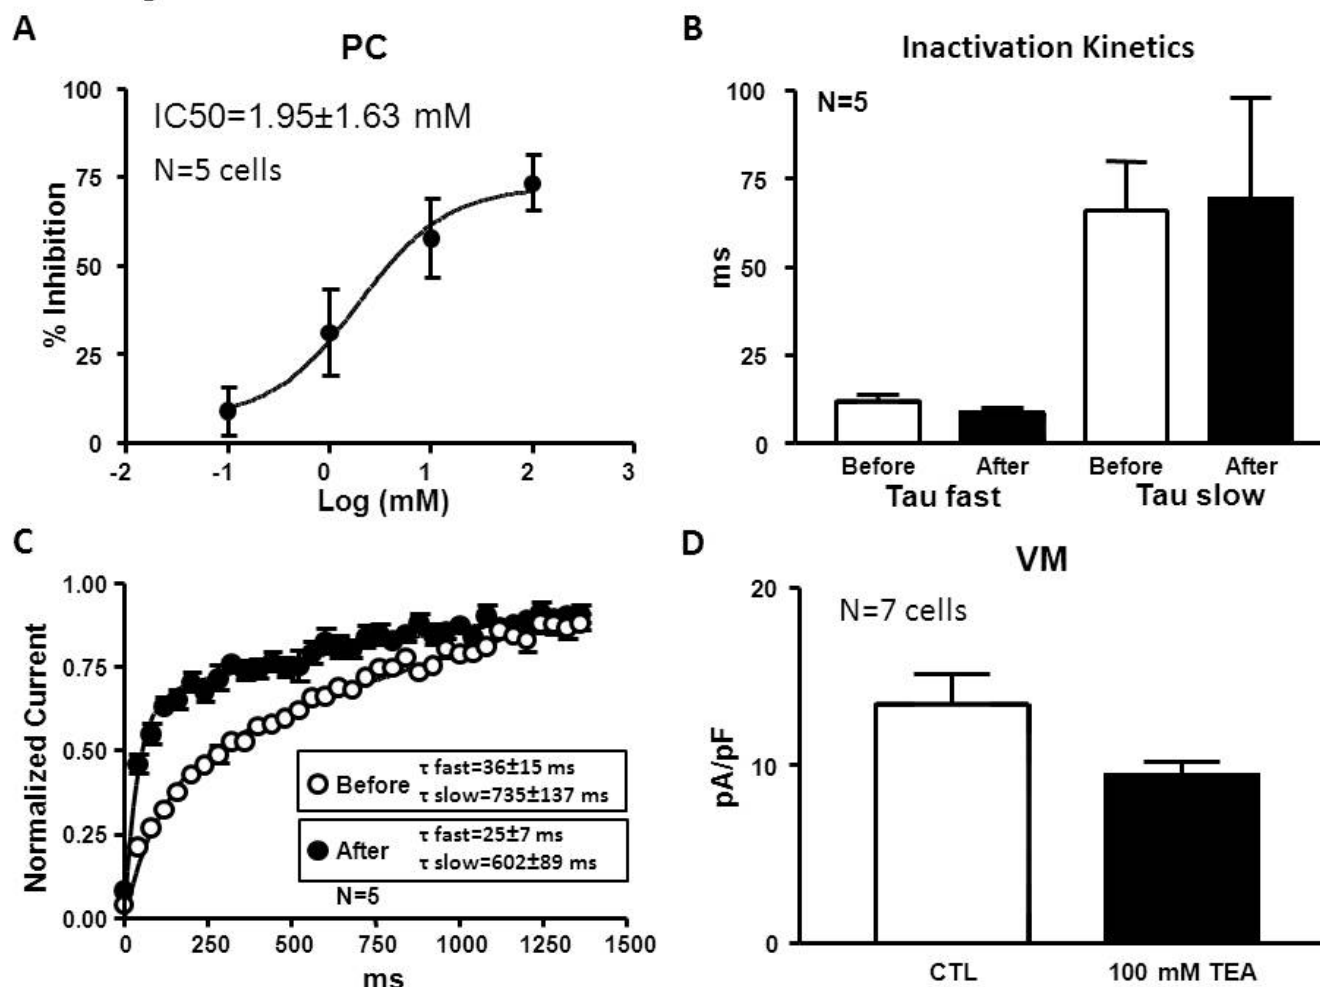 A
PC
100
75
50
25
0
% Inhibition
IC50=1.95±1.63 mM
N=5 cells
-2
-1
0
1
2
3
Log (mM)
B
Inactivation Kinetics
100
75
50
25
0
ms
N=5
Before
After
Before
After
Tau fast
Tau slow
C
1.00
0.75
0.50
0.25
0.00
Normalized Current
Before
τ fast=36±15 ms
τ slow=735±137 ms
After
τ fast=25±7 ms
τ slow=602±89 ms
N=5
0
250
500
750
1000
1250
1500
ms
D
VM
20
10
0
pA/pF
N=7 cells
CTL
100 mM TEA